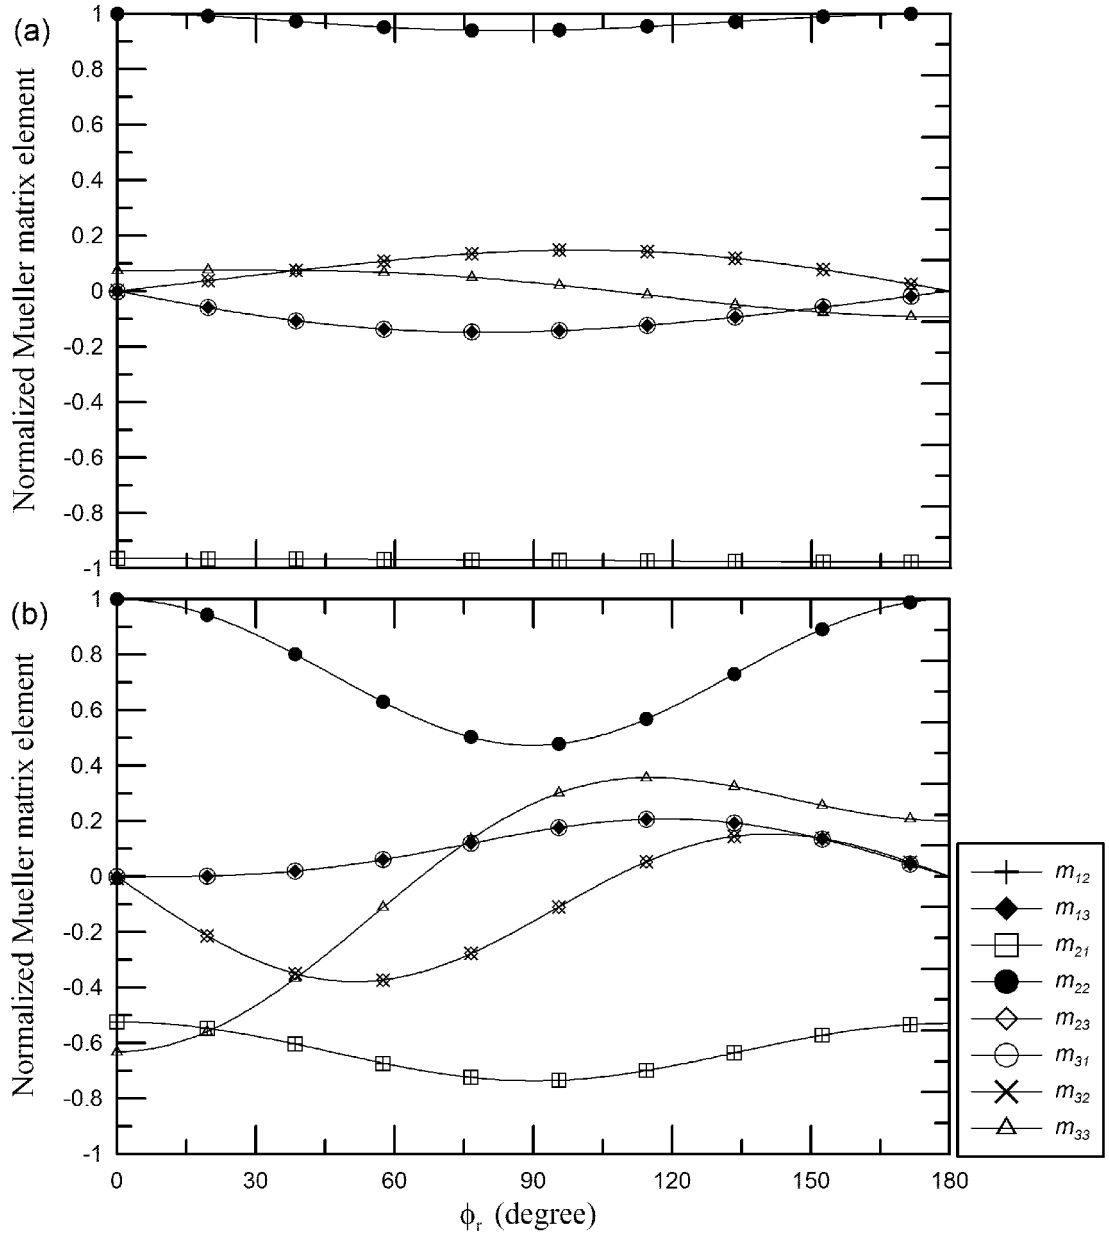 (a)
Normalized Mueller matrix element
1
0.8
0.6
0.4
0.2
0
-0.2
-0.4
-0.6
-0.8
-1
(b)
Normalized Mueller matrix element
1
0.8
0.6
0.4
0.2
0
-0.2
-0.4
-0.6
-0.8
-1
0 30 60 90 120 150 180
ϕr (degree)
m12
m13
m21
m22
m23
m31
m32
m33